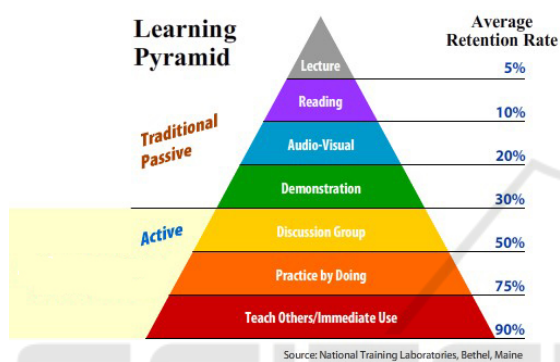 Learning
Pyramid
Average
Retention Rate
Lecture
5%
Reading
10%
Traditional
Passive
Audio-Visual
20%
Demonstration
30%
Active
Discussion Group
50%
Practice by Doing
75%
Teach Others/Immediate Use
90%
Source: National Training Laboratories, Bethel, Maine